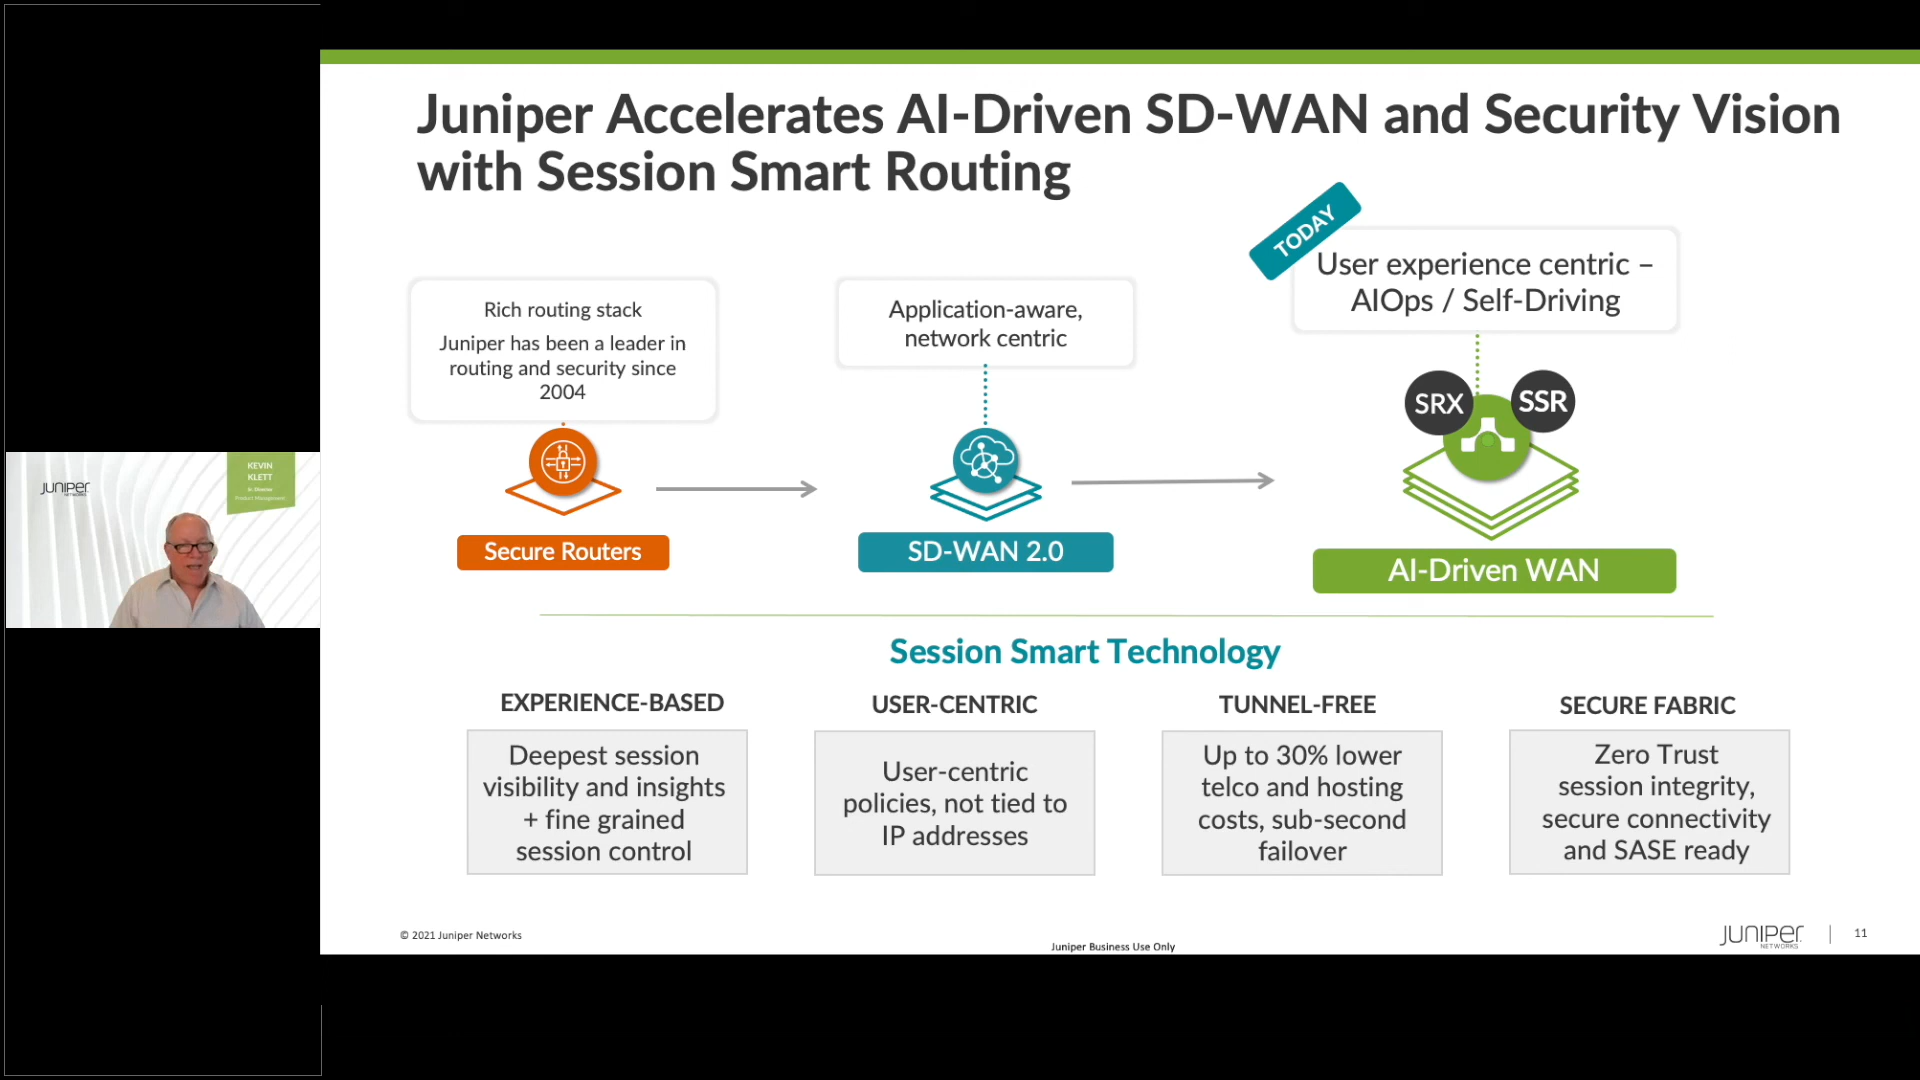 Juniper Accelerates AI-Driven SD-WAN and Security Vision
with Session Smart Routing
TODAY
Rich routing stack
Juniper has been a leader in
routing and security since
2004
Application-aware,
network centric
User experience centric –
AIOps / Self-Driving
SRX
SSR
Secure Routers
SD-WAN 2.0
AI-Driven WAN
JUNIPER
NETWORKS
KEVIN
KLETT
Sr. Director
Product Management
Session Smart Technology
EXPERIENCE-BASED
Deepest session
visibility and insights
+ fine grained
session control
USER-CENTRIC
User-centric
policies, not tied to
IP addresses
TUNNEL-FREE
Up to 30% lower
telco and hosting
costs, sub-second
failover
SECURE FABRIC
Zero Trust
session integrity,
secure connectivity
and SASE ready
© 2021 Juniper Networks
Juniper Business Use Only
JUNIPER
NETWORKS
11